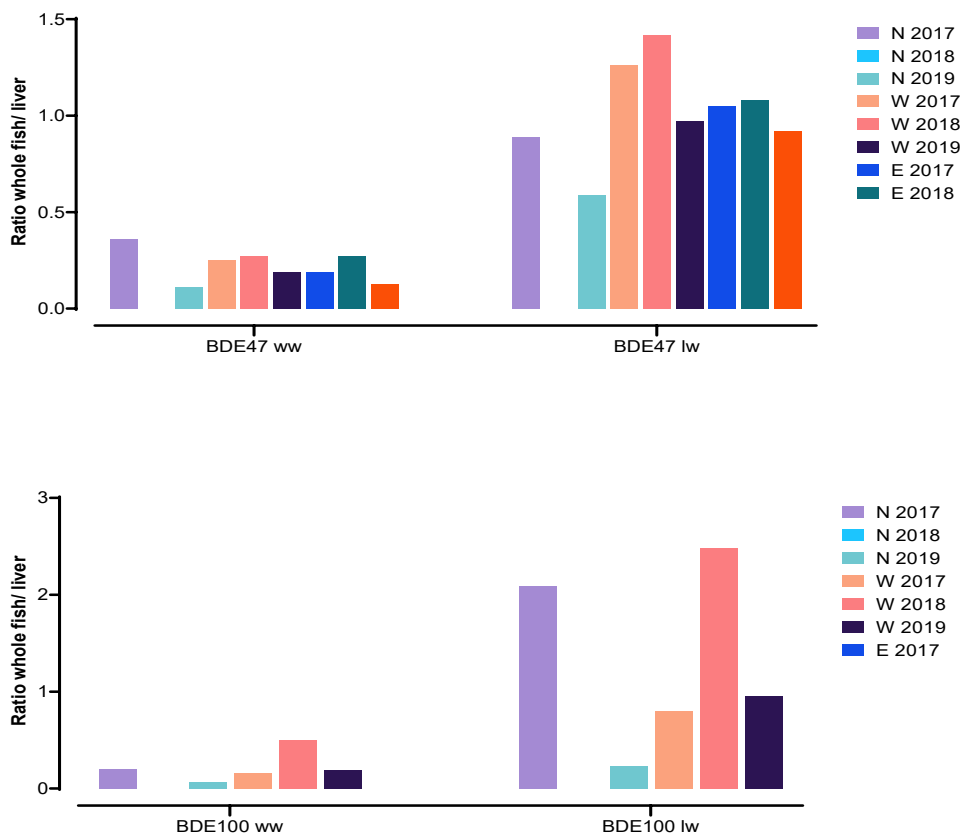 1.5
1.0
0.5
0.0
Ratio whole fish/ liver
BDE47 ww
BDE47 lw
N 2017
N 2018
N 2019
W 2017
W 2018
W 2019
E 2017
E 2018
3
2
1
0
Ratio whole fish/ liver
BDE100 ww
BDE100 lw
N 2017
N 2018
N 2019
W 2017
W 2018
W 2019
E 2017